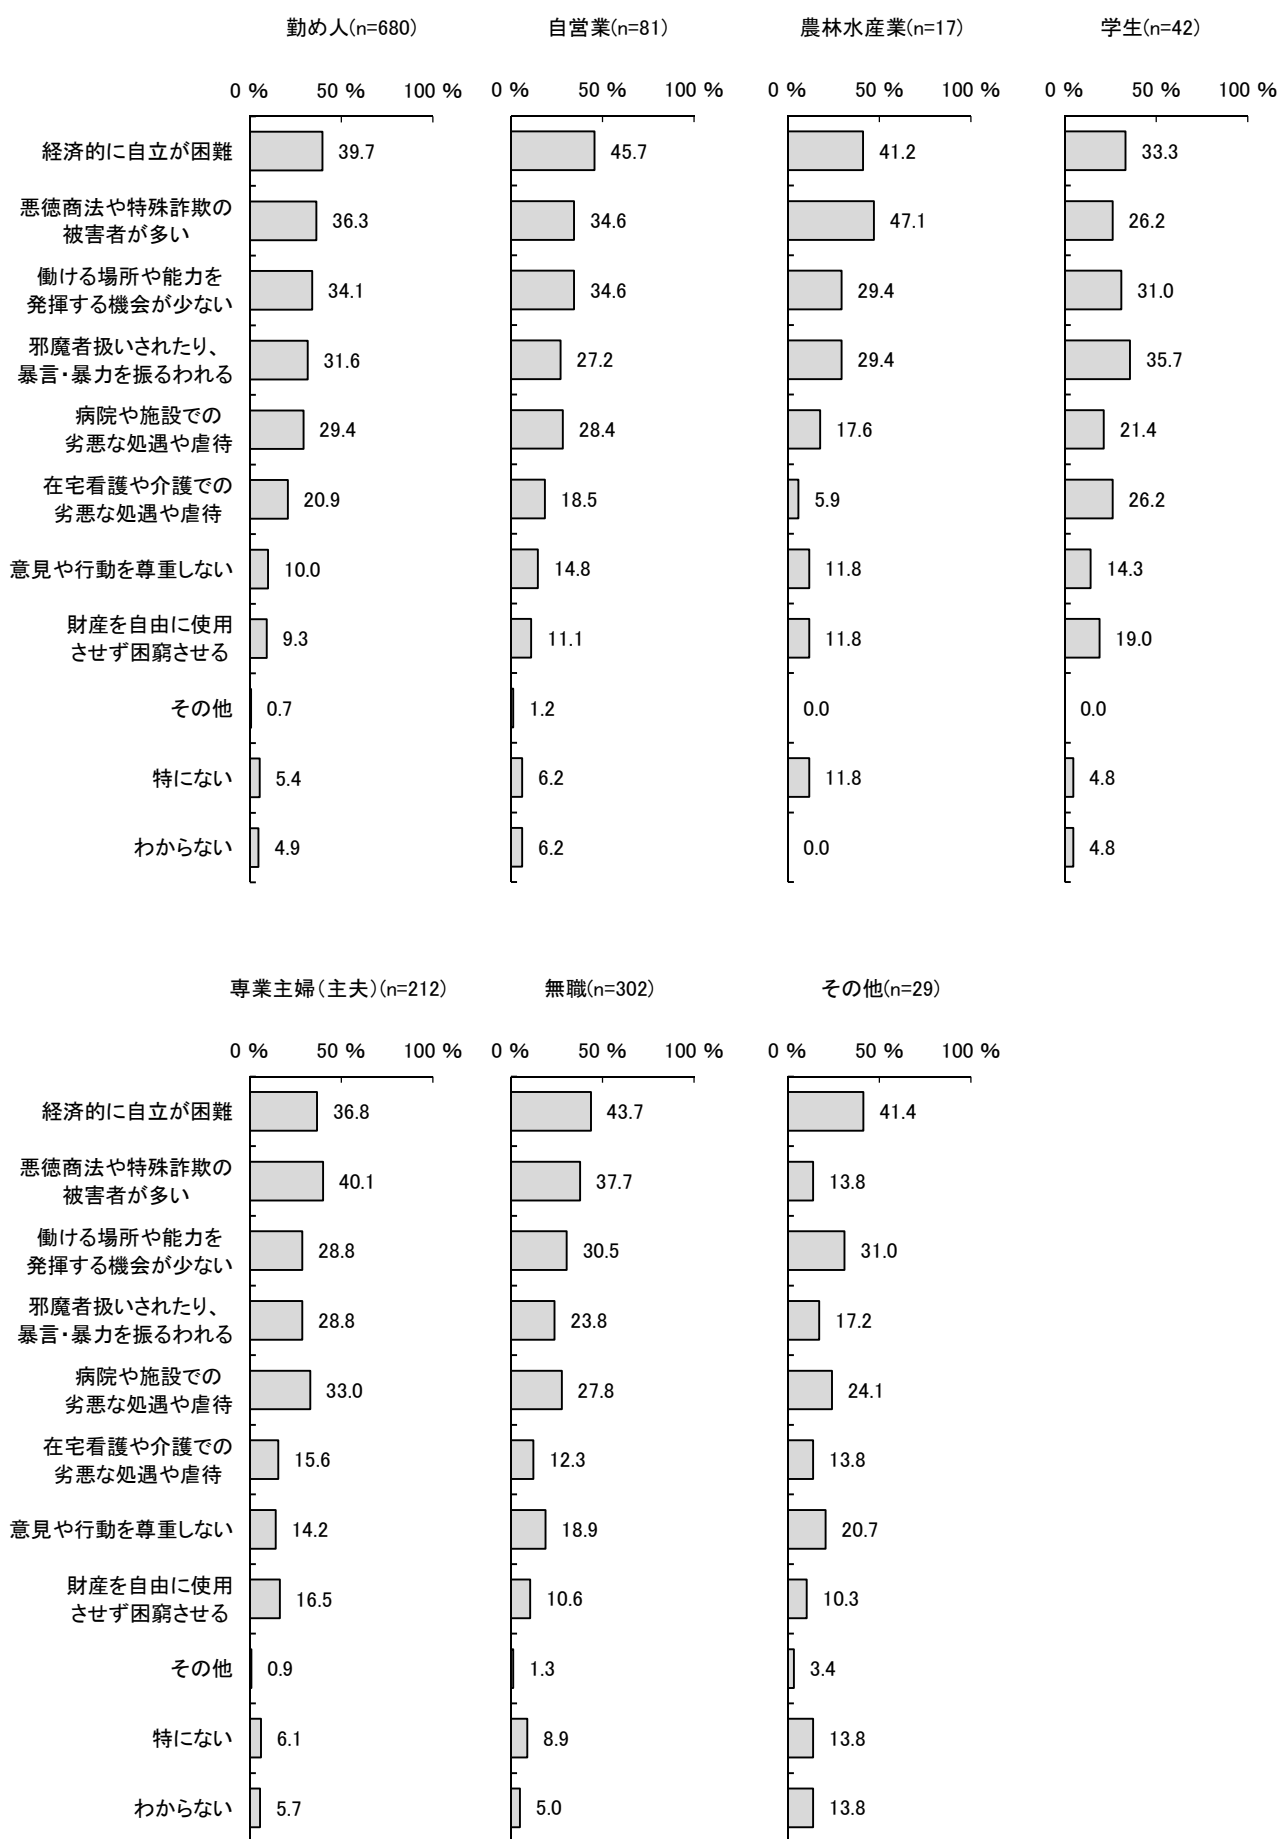 勤め人(n=680)
自営業(n=81)
農林水産業(n=17)
学生(n=42)
0 % 50 % 100 %
0 % 50 % 100 %
0 % 50 % 100 %
0 % 50 % 100 %
経済的に自立が困難 39.7 45.7 41.2 33.3
悪徳商法や特殊詐欺の
被害者が多い 36.3 34.6 47.1 26.2
働ける場所や能力を
発揮する機会が少ない 34.1 34.6 29.4 31.0
邪魔者扱いされたり、
暴言・暴力を振るわれる 31.6 27.2 29.4 35.7
病院や施設での
劣悪な処遇や虐待 29.4 28.4 17.6 21.4
在宅看護や介護での
劣悪な処遇や虐待 20.9 18.5 5.9 26.2
意見や行動を尊重しない 10.0 14.8 11.8 14.3
財産を自由に使用
させず困窮させる 9.3 11.1 11.8 19.0
その他 0.7 1.2 0.0 0.0
特にない 5.4 6.2 11.8 4.8
わからない 4.9 6.2 0.0 4.8
専業主婦(主夫)(n=212)
無職(n=302)
その他(n=29)
0 % 50 % 100 %
0 % 50 % 100 %
0 % 50 % 100 %
経済的に自立が困難 36.8 43.7 41.4
悪徳商法や特殊詐欺の
被害者が多い 40.1 37.7 13.8
働ける場所や能力を
発揮する機会が少ない 28.8 30.5 31.0
邪魔者扱いされたり、
暴言・暴力を振るわれる 28.8 23.8 17.2
病院や施設での
劣悪な処遇や虐待 33.0 27.8 24.1
在宅看護や介護での
劣悪な処遇や虐待 15.6 12.3 13.8
意見や行動を尊重しない 14.2 18.9 20.7
財産を自由に使用
させず困窮させる 16.5 10.6 10.3
その他 0.9 1.3 3.4
特にない 6.1 8.9 13.8
わからない 5.7 5.0 13.8